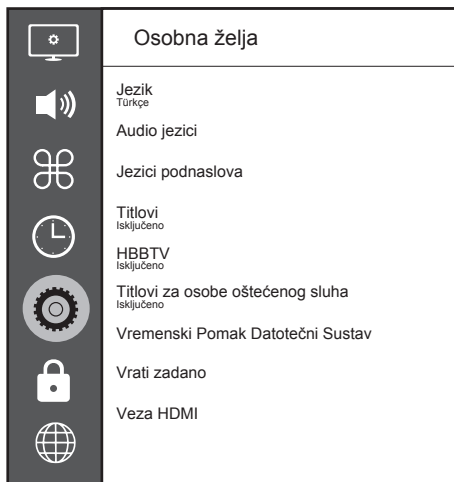 Osobna želja
Jezik
Türkçe
Audio jezici
Jezici podnaslova
Titlovi
Isključeno
HBBTV
Isključeno
Titlovi za osobe oštećenog sluha
Isključeno
Vremenski Pomak Datotečni Sustav
Vrati zadano
Veza HDMI